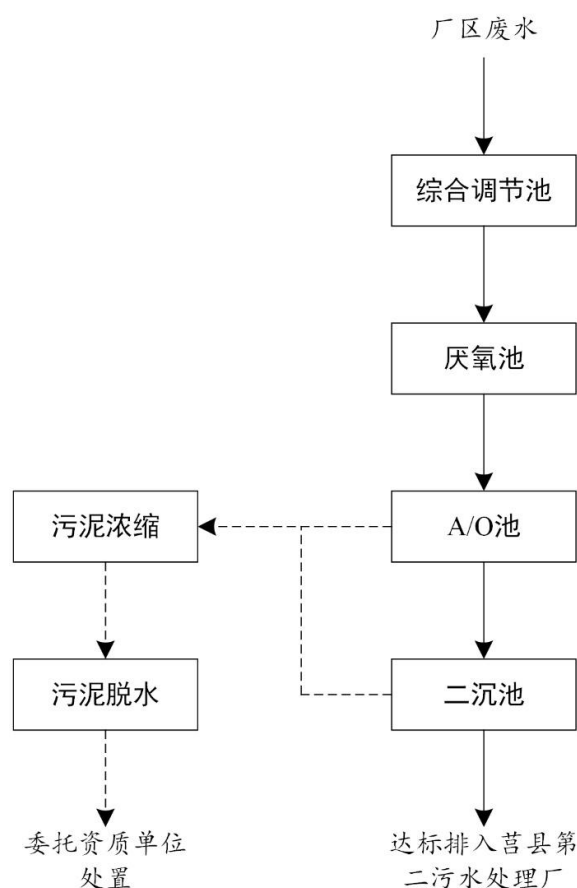 厂区废水
综合调节池
厌氧池
污泥浓缩
A/O池
污泥脱水
二沉池
委托资质单位
处置
达标排入莒县第
二污水处理厂